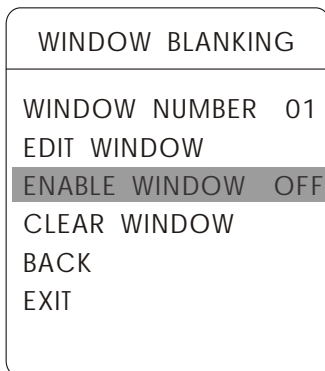 WINDOW BLANKING
WINDOW NUMBER 01
EDIT WINDOW
ENABLE WINDOW OFF
CLEAR WINDOW
BACK
EXIT